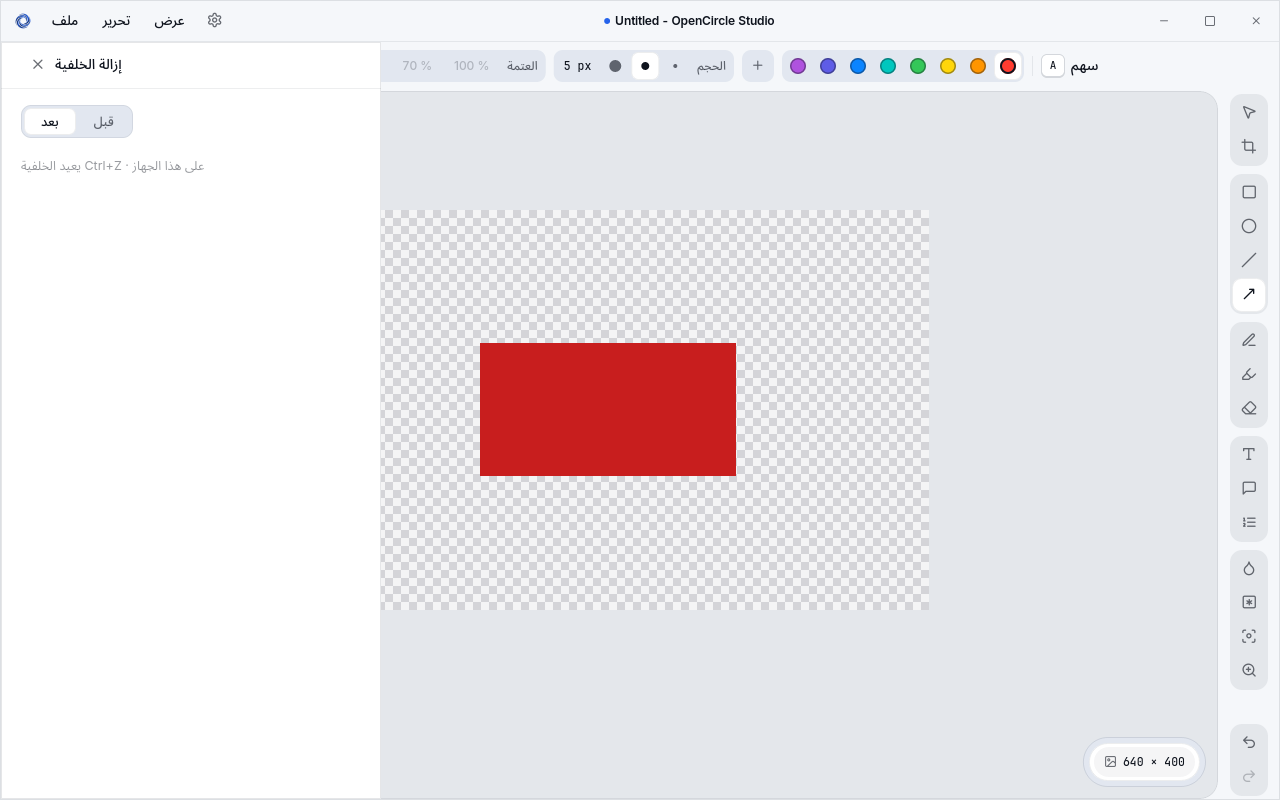 ملف
تحرير
عرض
Untitled - OpenCircle Studio
إزالة الخلفية
سهم
A
الحجم
5 px
العتمة
100 %
70 %
قبل
بعد
على هذا الجهاز · Ctrl+Z يعيد الخلفية
640 × 400